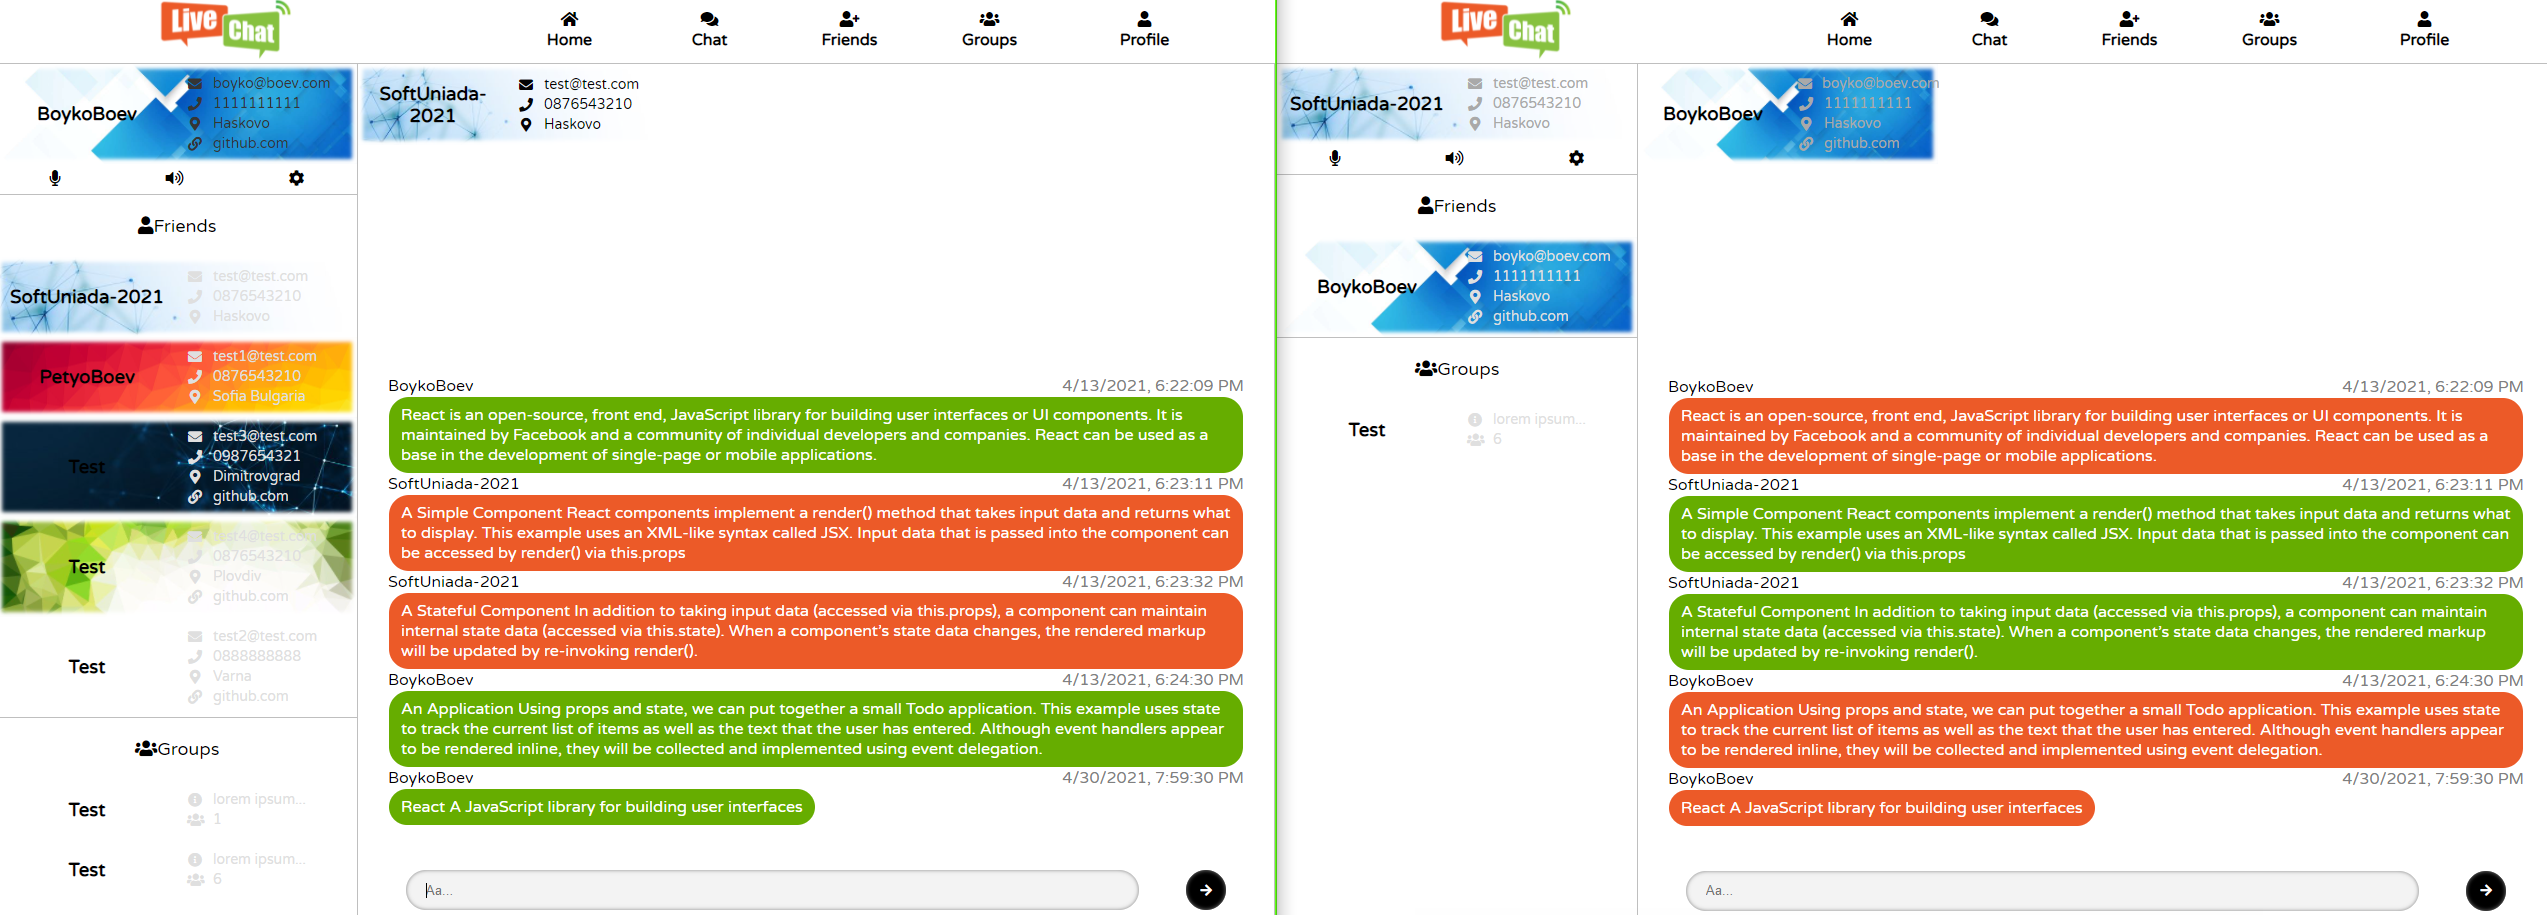 Live Chat
Home
Chat
Friends
Groups
Profile
BoykoBoev
boyko@boev.com
1111111111
Haskovo
github.com
Friends
SoftUniada-2021
test@test.com
0876543210
Haskovo
PetyoBoev
test1@test.com
0876543210
Sofia Bulgaria
Test
test3@test.com
0987654321
Dimitrovgrad
github.com
Test
test4@test.com
0876543210
Plovdiv
github.com
Test
test2@test.com
0888888888
Varna
github.com
Groups
Test
lorem ipsum...
1
Test
lorem ipsum...
6
SoftUniada-
2021
test@test.com
0876543210
Haskovo
BoykoBoev 4/13/2021, 6:22:09 PM
React is an open-source, front end, JavaScript library for building user interfaces or UI components. It is
maintained by Facebook and a community of individual developers and companies. React can be used as a
base in the development of single-page or mobile applications.
SoftUniada-2021 4/13/2021, 6:23:11 PM
A Simple Component React components implement a render() method that takes input data and returns what
to display. This example uses an XML-like syntax called JSX. Input data that is passed into the component can
be accessed by render() via this.props
SoftUniada-2021 4/13/2021, 6:23:32 PM
A Stateful Component In addition to taking input data (accessed via this.props), a component can maintain
internal state data (accessed via this.state). When a component's state data changes, the rendered markup
will be updated by re-invoking render().
BoykoBoev 4/13/2021, 6:24:30 PM
An Application Using props and state, we can put together a small Todo application. This example uses state
to track the current list of items as well as the text that the user has entered. Although event handlers appear
to be rendered inline, they will be collected and implemented using event delegation.
BoykoBoev 4/30/2021, 7:59:30 PM
React A JavaScript library for building user interfaces
Aa...
Live Chat
Home
Chat
Friends
Groups
Profile
SoftUniada-2021
test@test.com
0876543210
Haskovo
Friends
BoykoBoev
boyko@boev.com
1111111111
Haskovo
github.com
Groups
Test
lorem ipsum...
6
BoykoBoev
boyko@boev.com
1111111111
Haskovo
github.com
BoykoBoev 4/13/2021, 6:22:09 PM
React is an open-source, front end, JavaScript library for building user interfaces or UI components. It is
maintained by Facebook and a community of individual developers and companies. React can be used as a
base in the development of single-page or mobile applications.
SoftUniada-2021 4/13/2021, 6:23:11 PM
A Simple Component React components implement a render() method that takes input data and returns what
to display. This example uses an XML-like syntax called JSX. Input data that is passed into the component can
be accessed by render() via this.props
SoftUniada-2021 4/13/2021, 6:23:32 PM
A Stateful Component In addition to taking input data (accessed via this.props), a component can maintain
internal state data (accessed via this.state). When a component's state data changes, the rendered markup
will be updated by re-invoking render().
BoykoBoev 4/13/2021, 6:24:30 PM
An Application Using props and state, we can put together a small Todo application. This example uses state
to track the current list of items as well as the text that the user has entered. Although event handlers appear
to be rendered inline, they will be collected and implemented using event delegation.
BoykoBoev 4/30/2021, 7:59:30 PM
React A JavaScript library for building user interfaces
Aa...